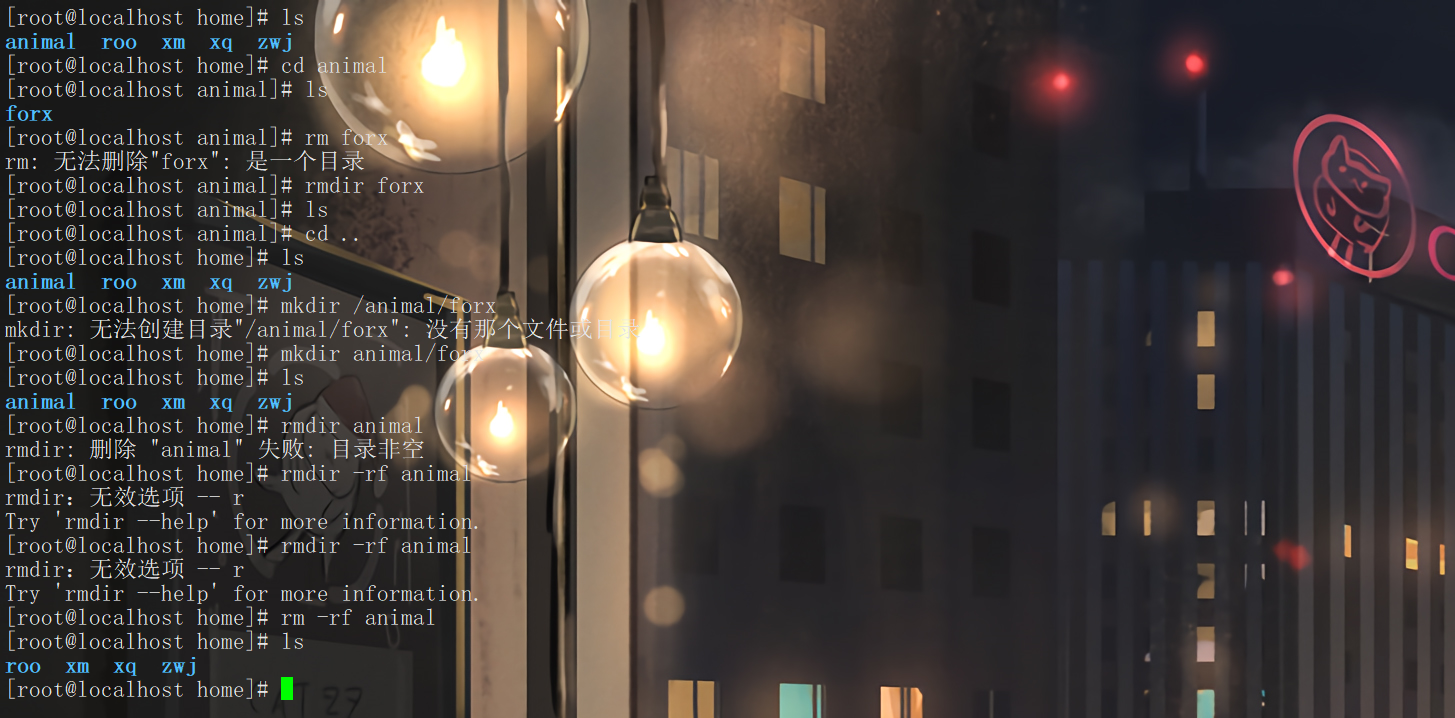 [root@localhost home]# ls
animal  roo  xm  xq  zwj
[root@localhost home]# cd animal
[root@localhost animal]# ls
forx
[root@localhost animal]# rm forx
rm: 无法删除"forx": 是一个目录
[root@localhost animal]# rmdir forx
[root@localhost animal]# ls
[root@localhost animal]# cd ..
[root@localhost home]# ls
animal  roo  xm  xq  zwj
[root@localhost home]# mkdir /animal/forx
mkdir: 无法创建目录"/animal/forx": 没有那个文件或目录
[root@localhost home]# mkdir animal/forx
[root@localhost home]# ls
animal  roo  xm  xq  zwj
[root@localhost home]# rmdir animal
rmdir: 删除 "animal" 失败: 目录非空
[root@localhost home]# rmdir -rf animal
rmdir：无效选项 -- r
Try 'rmdir --help' for more information.
[root@localhost home]# rmdir -rf animal
rmdir：无效选项 -- r
Try 'rmdir --help' for more information.
[root@localhost home]# rm -rf animal
[root@localhost home]# ls
roo  xm  xq  zwj
[root@localhost home]#